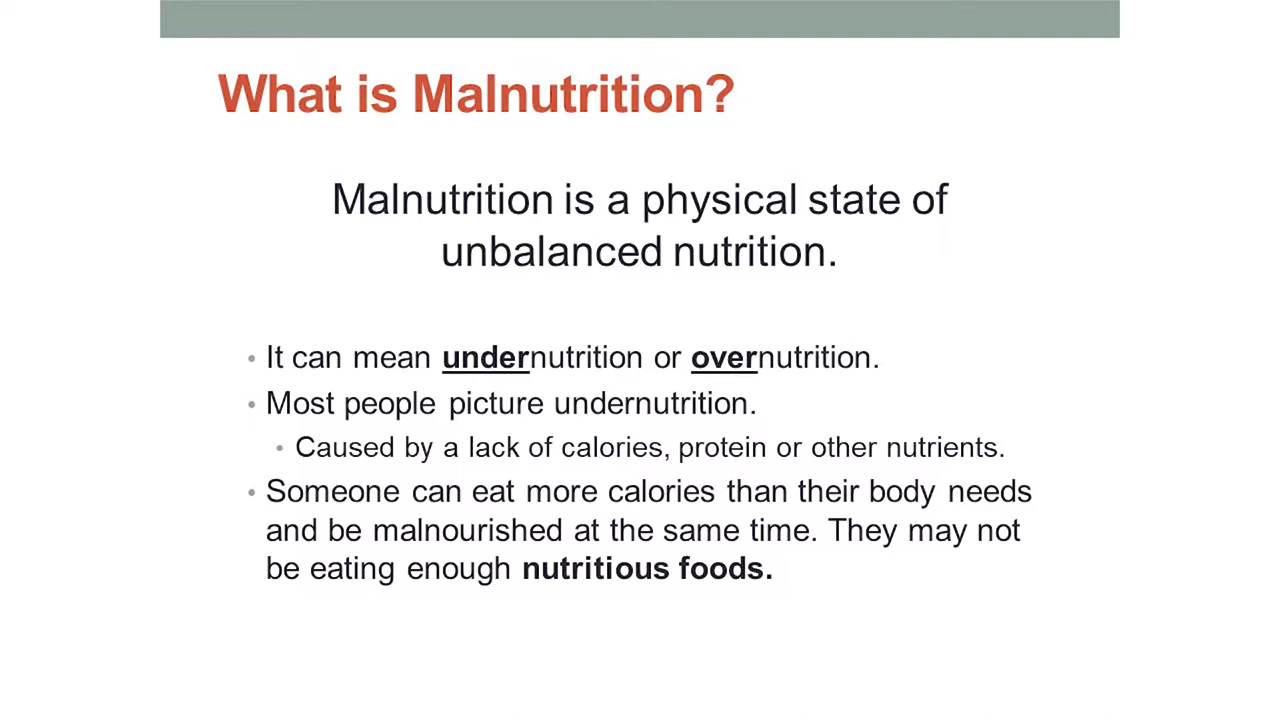 What is Malnutrition?
Malnutrition is a physical state of
unbalanced nutrition.
• It can mean undernutrition or overnutrition.
• Most people picture undernutrition.
• Caused by a lack of calories, protein or other nutrients.
• Someone can eat more calories than their body needs
and be malnourished at the same time. They may not
be eating enough nutritious foods.